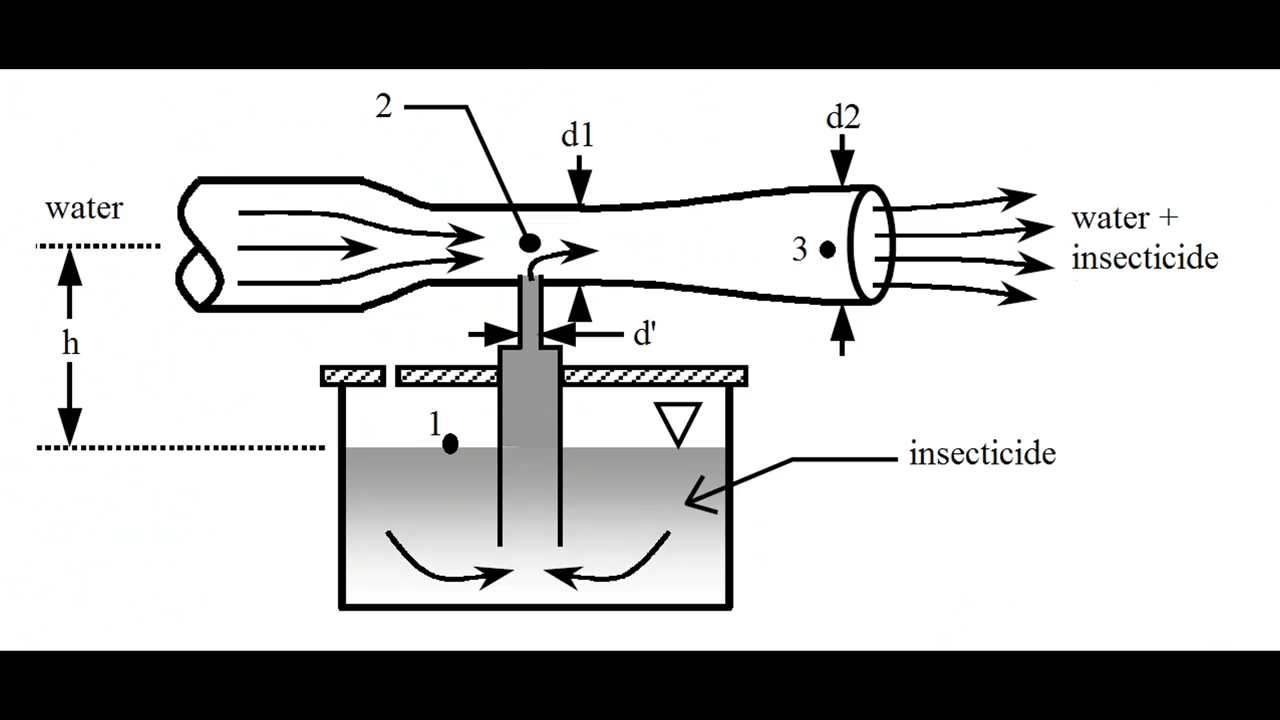 2
d1
d2
water
3
water +
insecticide
h
d'
1
insecticide